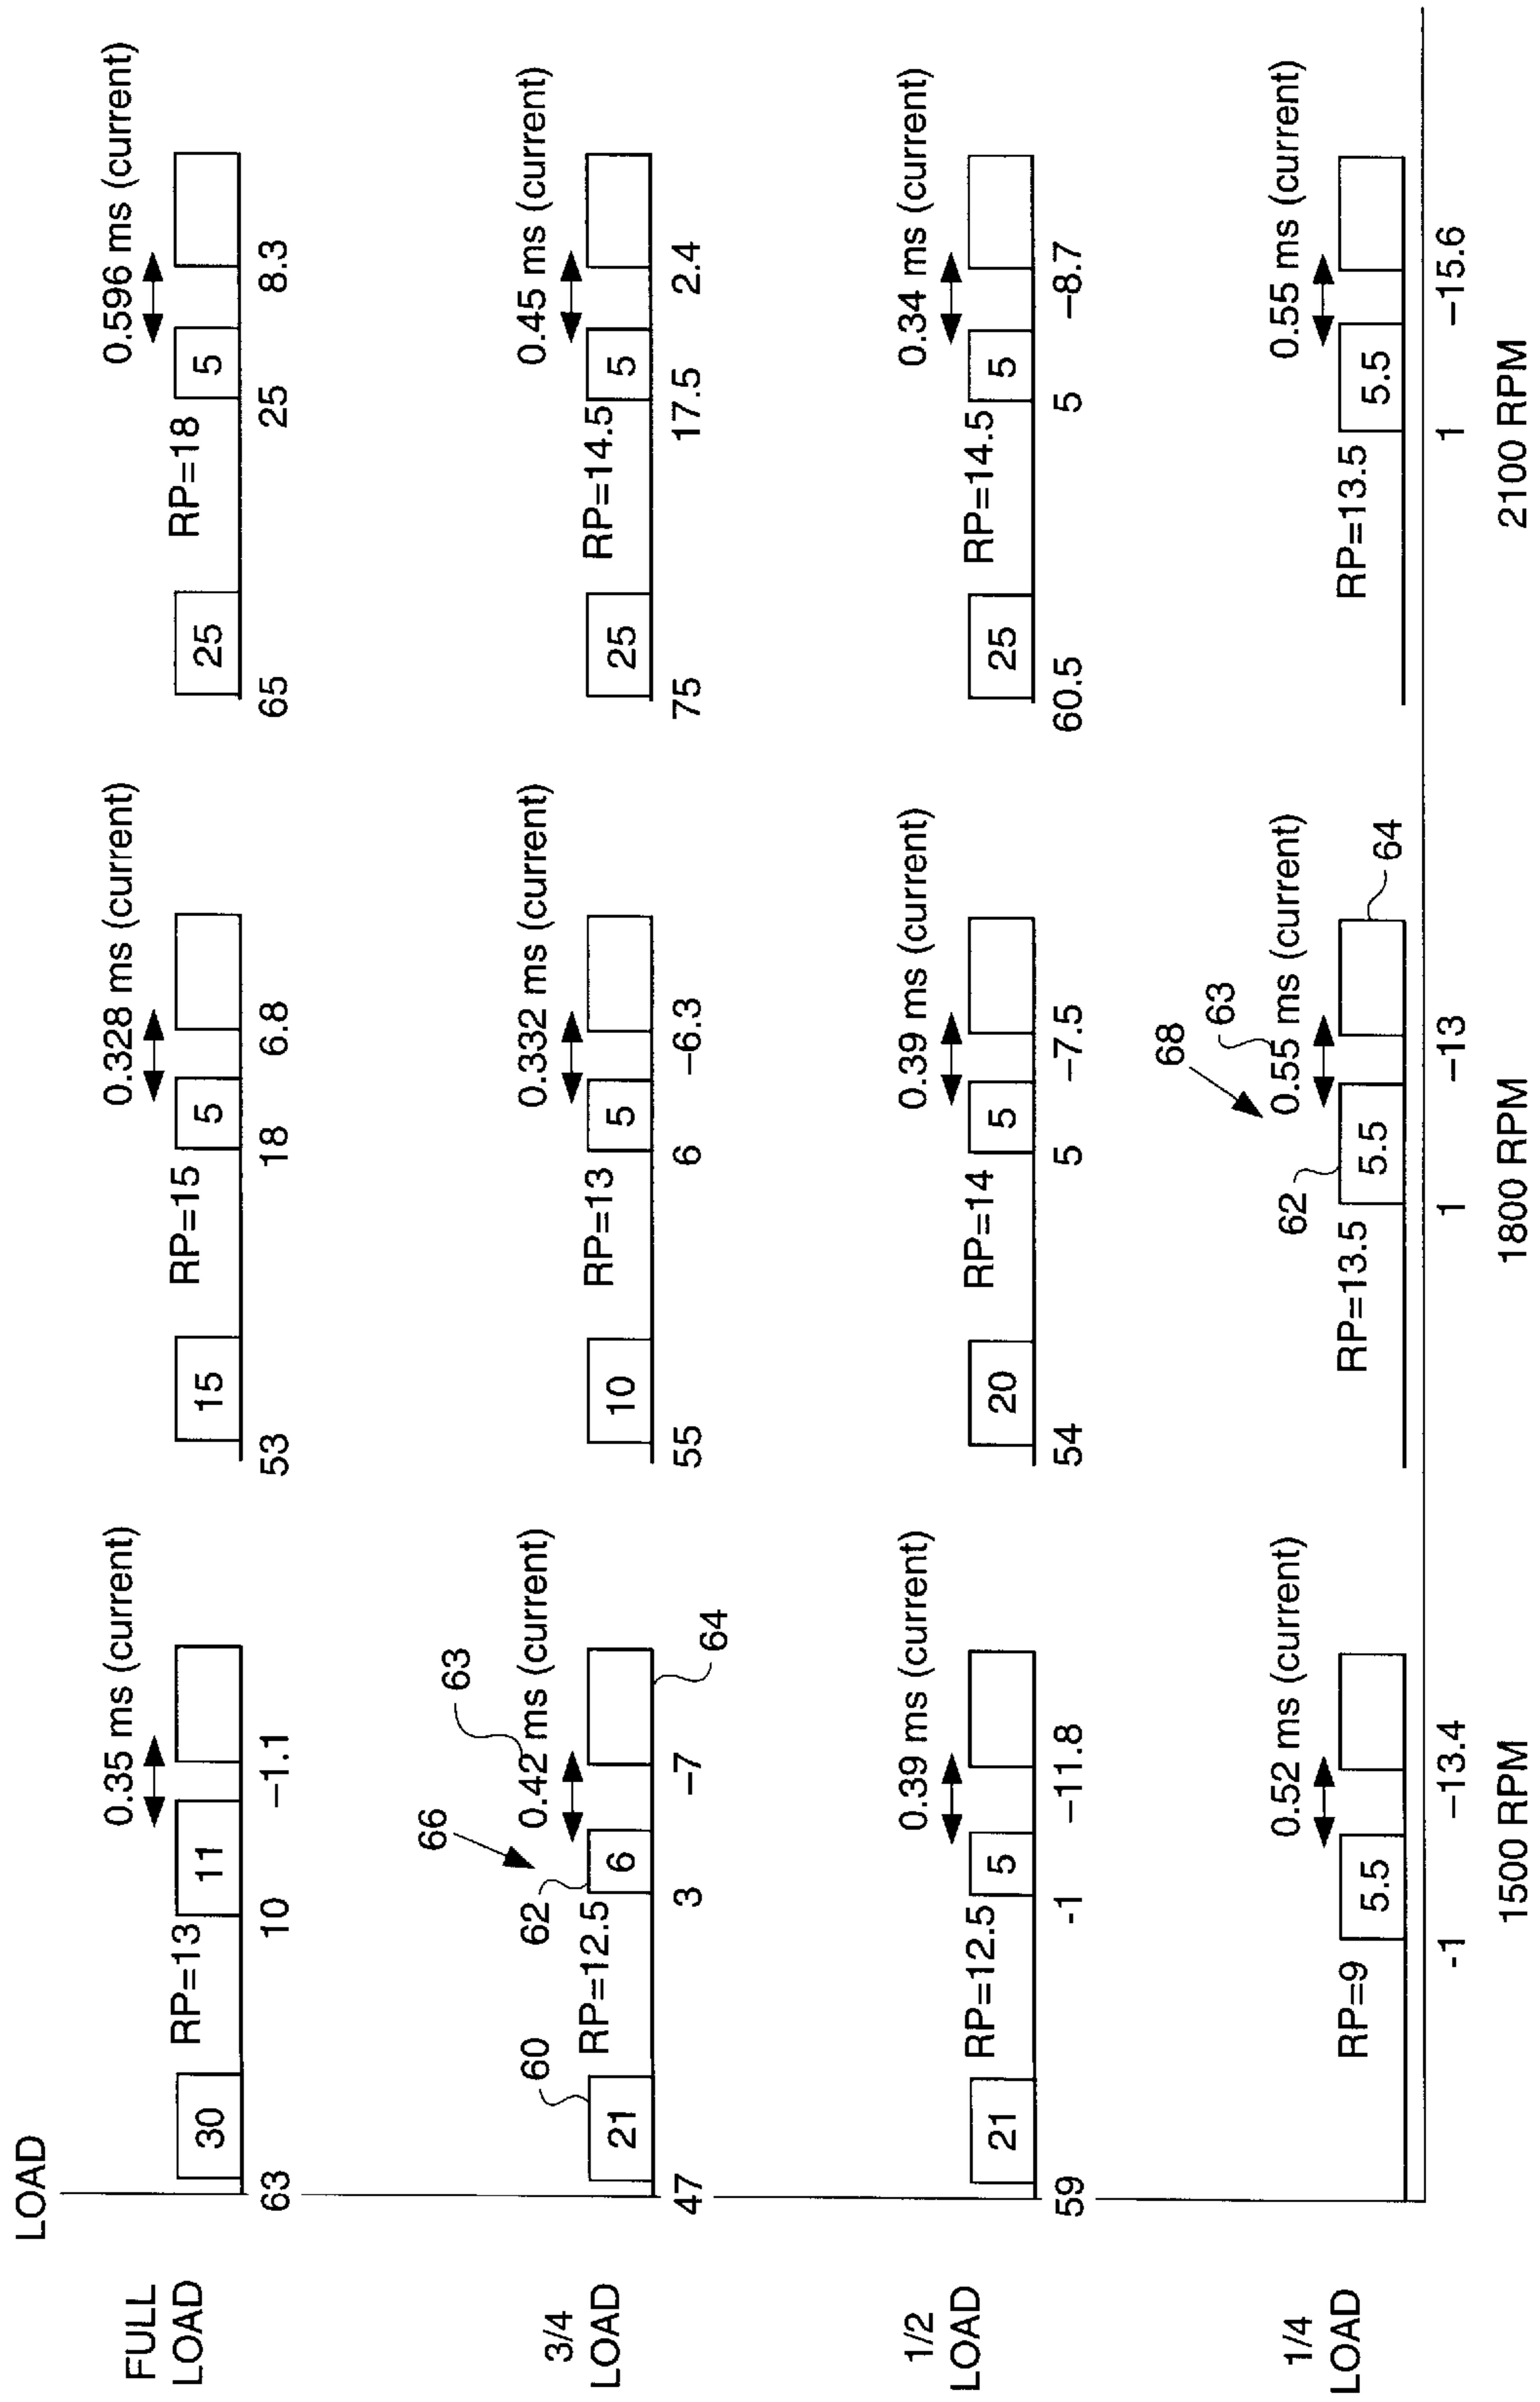 LOAD
FULL
LOAD
0.35 ms (current)
30
RP=13
11
63
10
−1.1
0.328 ms (current)
15
RP=15
5
53
18
6.8
0.596 ms (current)
25
RP=18
5
65
25
8.3
3/4
LOAD
66
63
0.42 ms (current)
60
62
21
RP=12.5
6
47
3
−7
64
0.332 ms (current)
10
RP=13
5
55
6
−6.3
0.45 ms (current)
25
RP=14.5
5
75
17.5
2.4
1/2
LOAD
0.39 ms (current)
21
RP=12.5
5
59
-1
−11.8
0.39 ms (current)
20
RP=14
5
54
5
−7.5
0.34 ms (current)
25
RP=14.5
5
60.5
5
−8.7
1/4
LOAD
0.52 ms (current)
RP=9
5.5
-1
−13.4
68
63
0.55 ms (current)
62
RP=13.5
5.5
64
1
−13
0.55 ms (current)
RP=13.5
5.5
1
−15.6
1500 RPM
1800 RPM
2100 RPM